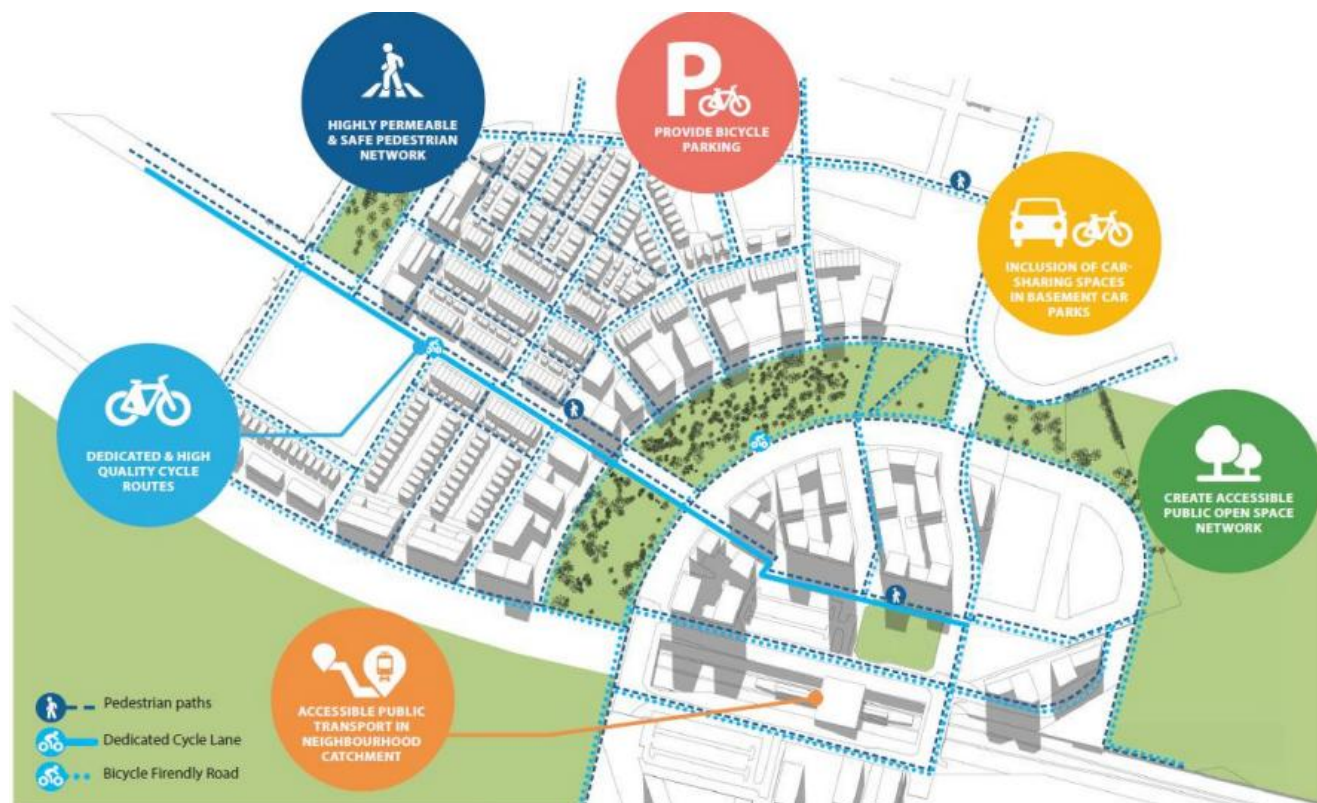 HIGHLY PERMEABLE
& SAFE PEDESTRIAN
NETWORK
P
PROVIDE BICYCLE
PARKING
INCLUSION OF CAR-
SHARING SPACES
IN BASEMENT CAR
PARKS
DEDICATED & HIGH
QUALITY CYCLE
ROUTES
CREATE ACCESSIBLE
PUBLIC OPEN SPACE
NETWORK
ACCESSIBLE PUBLIC
TRANSPORT IN
NEIGHBOURHOOD
CATCHMENT
Pedestrian paths
Dedicated Cycle Lane
Bicycle Firendly Road